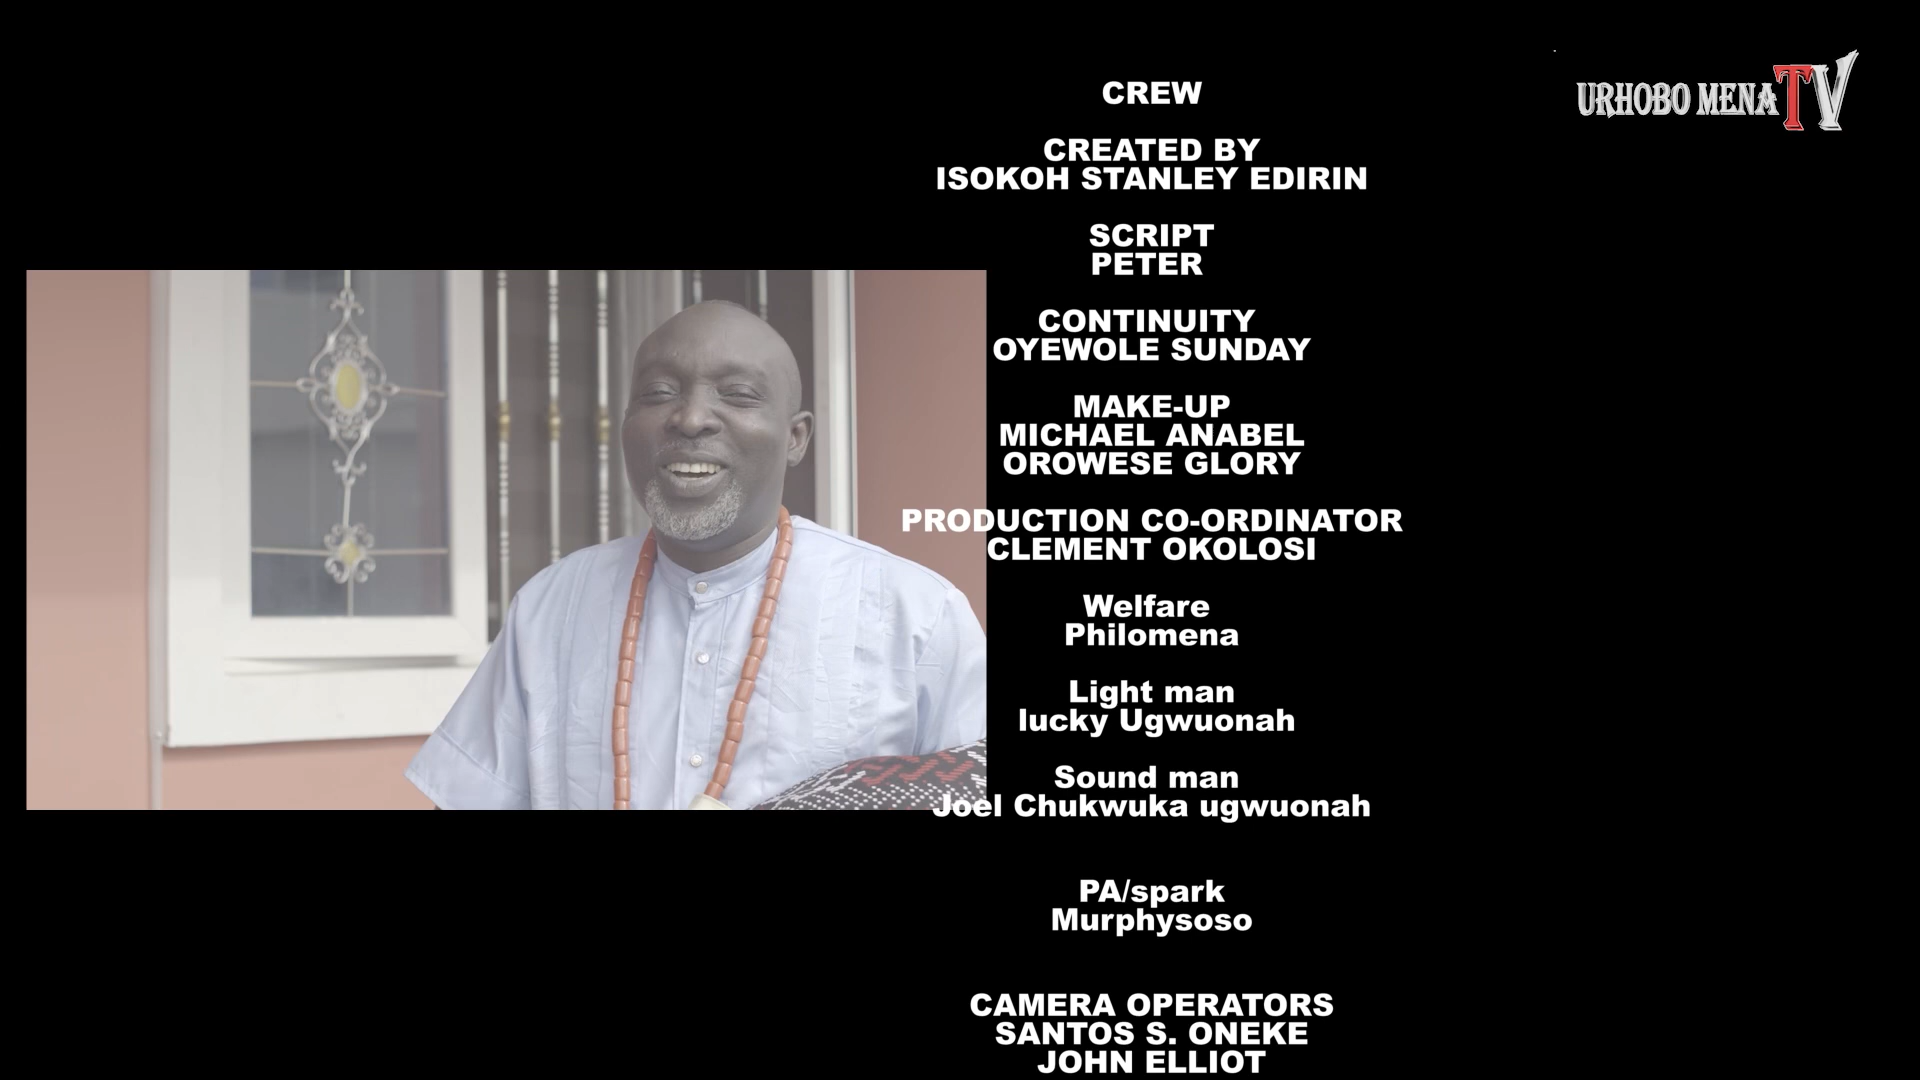 URHOBO MENA TV
CREW
CREATED BY
ISOKOH STANLEY EDIRIN
SCRIPT
PETER
CONTINUITY
OYEWOLE SUNDAY
MAKE-UP
MICHAEL ANABEL
OROWESE GLORY
PRODUCTION CO-ORDINATOR
CLEMENT OKOLOSI
Welfare
Philomena
Light man
lucky Ugwuonah
Sound man
Joel Chukwuka ugwuonah
PA/spark
Murphysoso
CAMERA OPERATORS
SANTOS S. ONEKE
JOHN ELLIOT